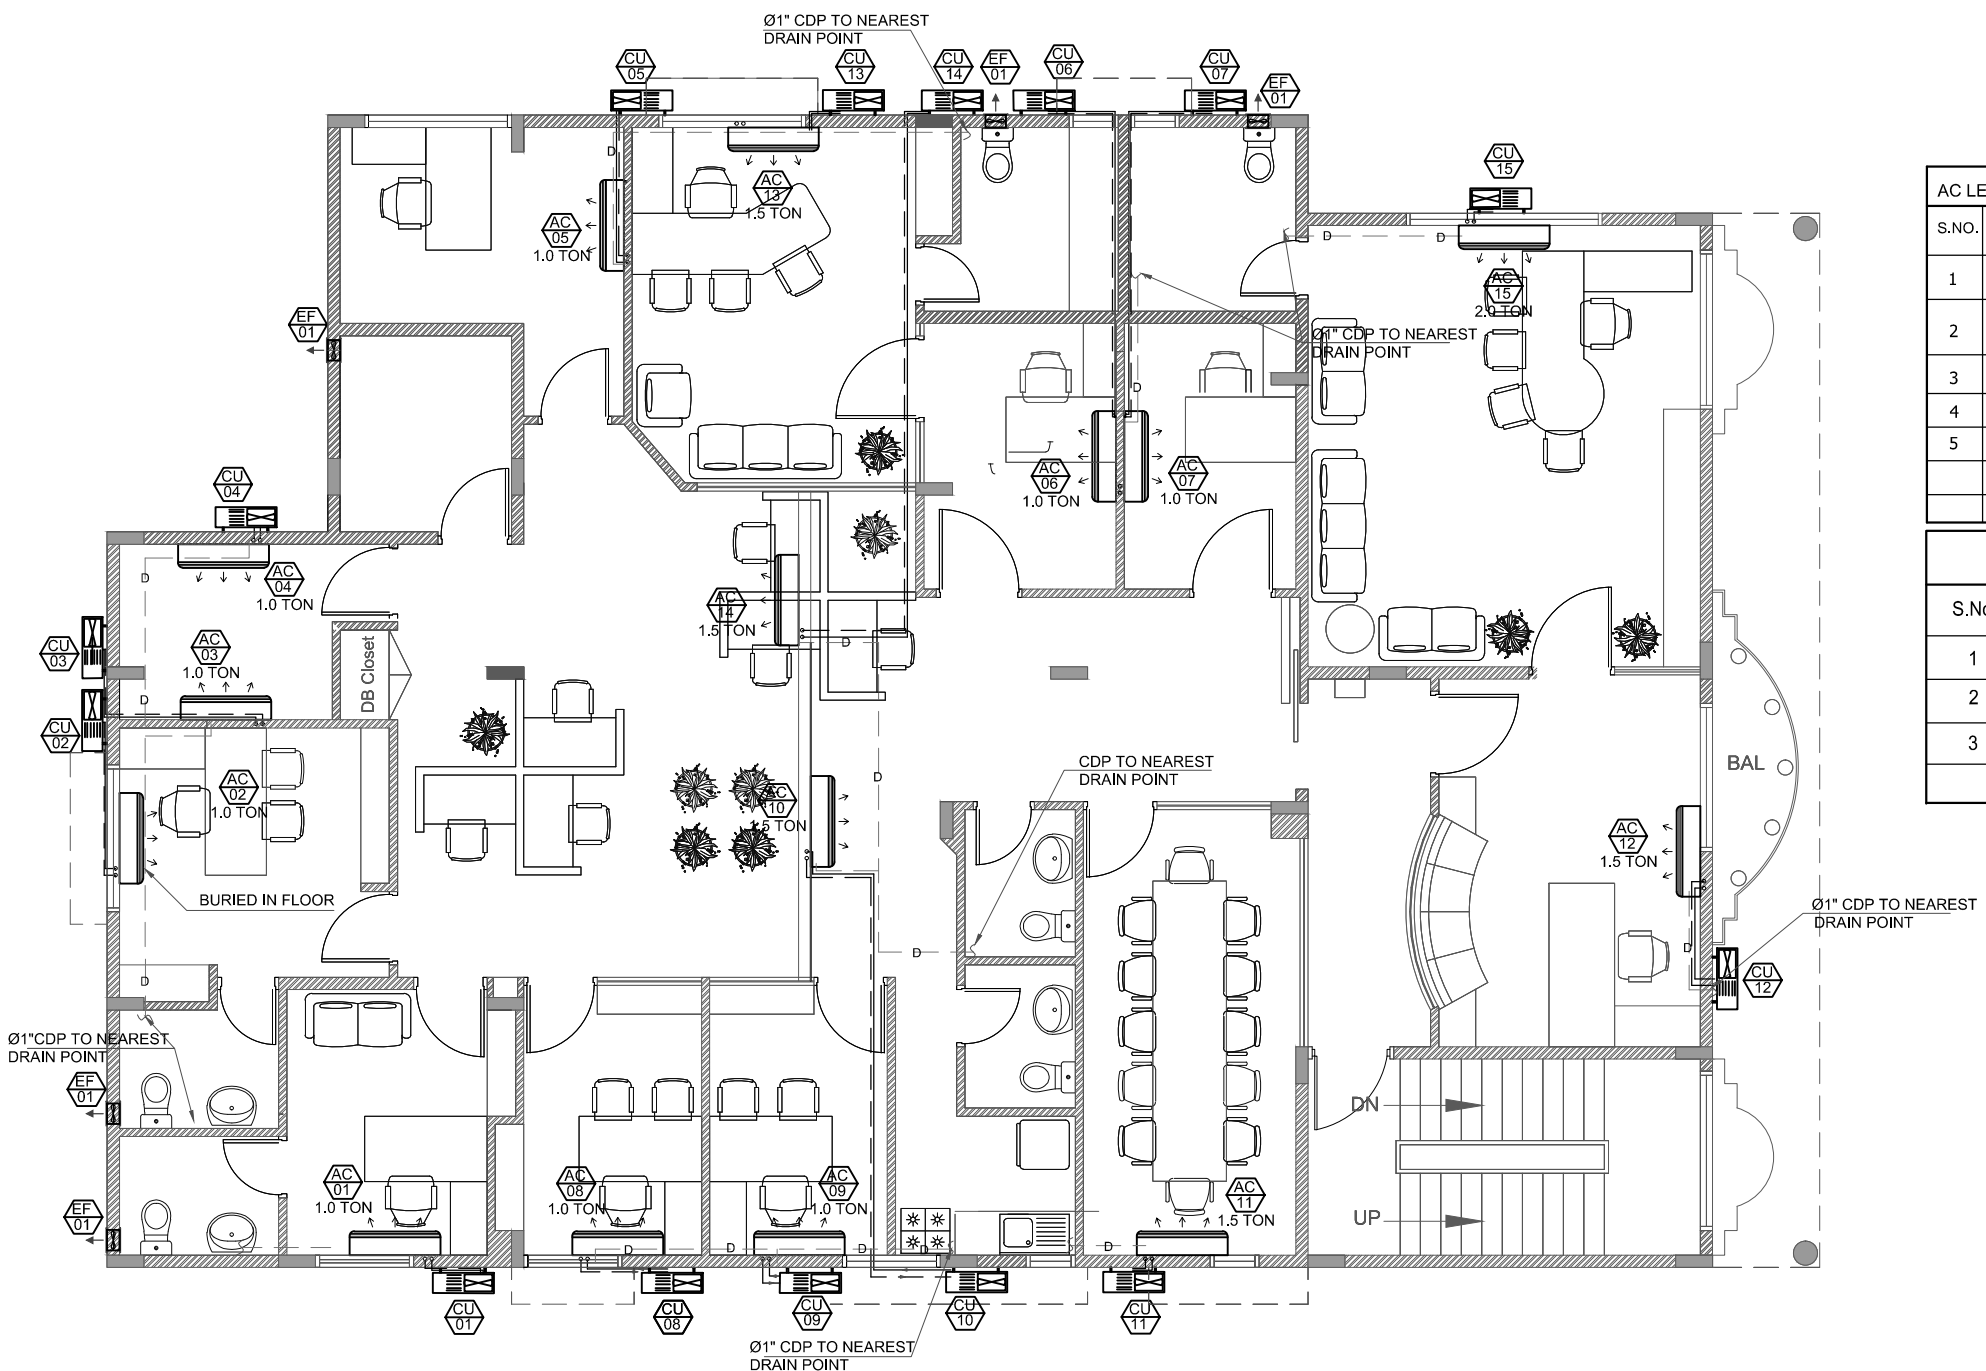 Ø1" CDP TO NEAREST
DRAIN POINT
CU
05
CU
13
CU
14
EF
01
CU
06
CU
07
EF
01
CU
15
AC LE
S.NO.
1
2
3
4
5
S.No
1
2
3
D
AC
13
1.5 TON
AC
05
1.0 TON
D
D
D
AC
15
2.0 TON
EF
01
Ø1" CDP TO NEAREST
DRAIN POINT
D
AC
06
1.0 TON
AC
07
1.0 TON
CU
04
D
AC
04
1.0 TON
AC
14
1.5 TON
D
CU
03
AC
03
1.0 TON
DB Closet
D
CU
02
AC
02
1.0 TON
AC
10
1.5 TON
D
CDP TO NEAREST
DRAIN POINT
BAL
AC
12
1.5 TON
BURIED IN FLOOR
Ø1" CDP TO NEAREST
DRAIN POINT
D
D
D
CU
12
Ø1"CDP TO NEAREST
DRAIN POINT
EF
01
DN
AC
01
1.0 TON
AC
08
1.0 TON
AC
09
1.0 TON
AC
11
1.5 TON
EF
01
UP
D
D
D
D
D
CU
01
CU
08
CU
09
CU
10
CU
11
Ø1" CDP TO NEAREST
DRAIN POINT